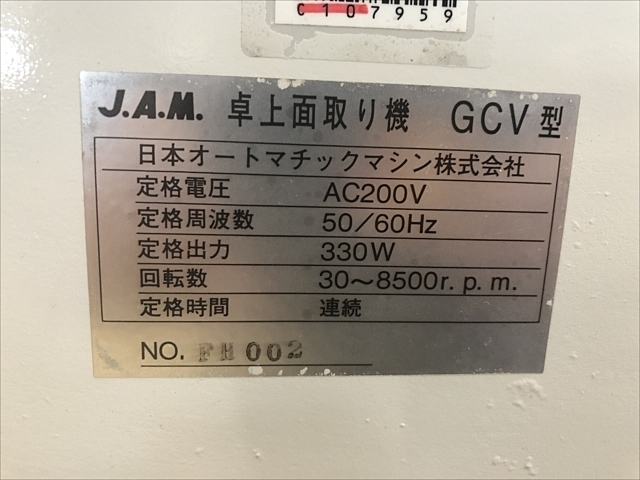 C107959
J.A.M. 卓上面取り機 GCV型
日本オートマチックマシン株式会社
定格電圧 AC200V
定格周波数 50/60Hz
定格出力 330W
回転数 30〜8500r.p.m.
定格時間 連続
NO. FH002